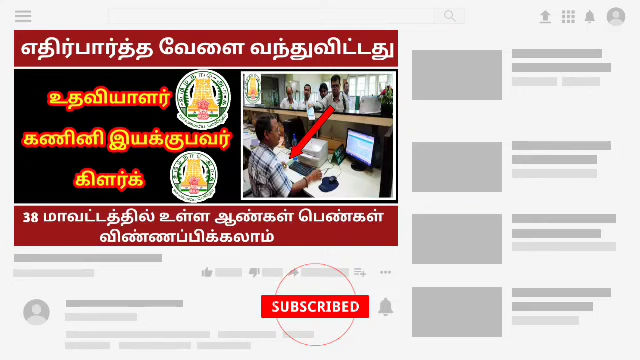 எதிர்பார்த்த வேளை வந்துவிட்டது
உதவியாளர்
கணினி இயக்குபவர்
கிளர்க்
38 மாவட்டத்தில் உள்ள ஆண்கள் பெண்கள்
விண்ணப்பிக்கலாம்
SUBSCRIBED